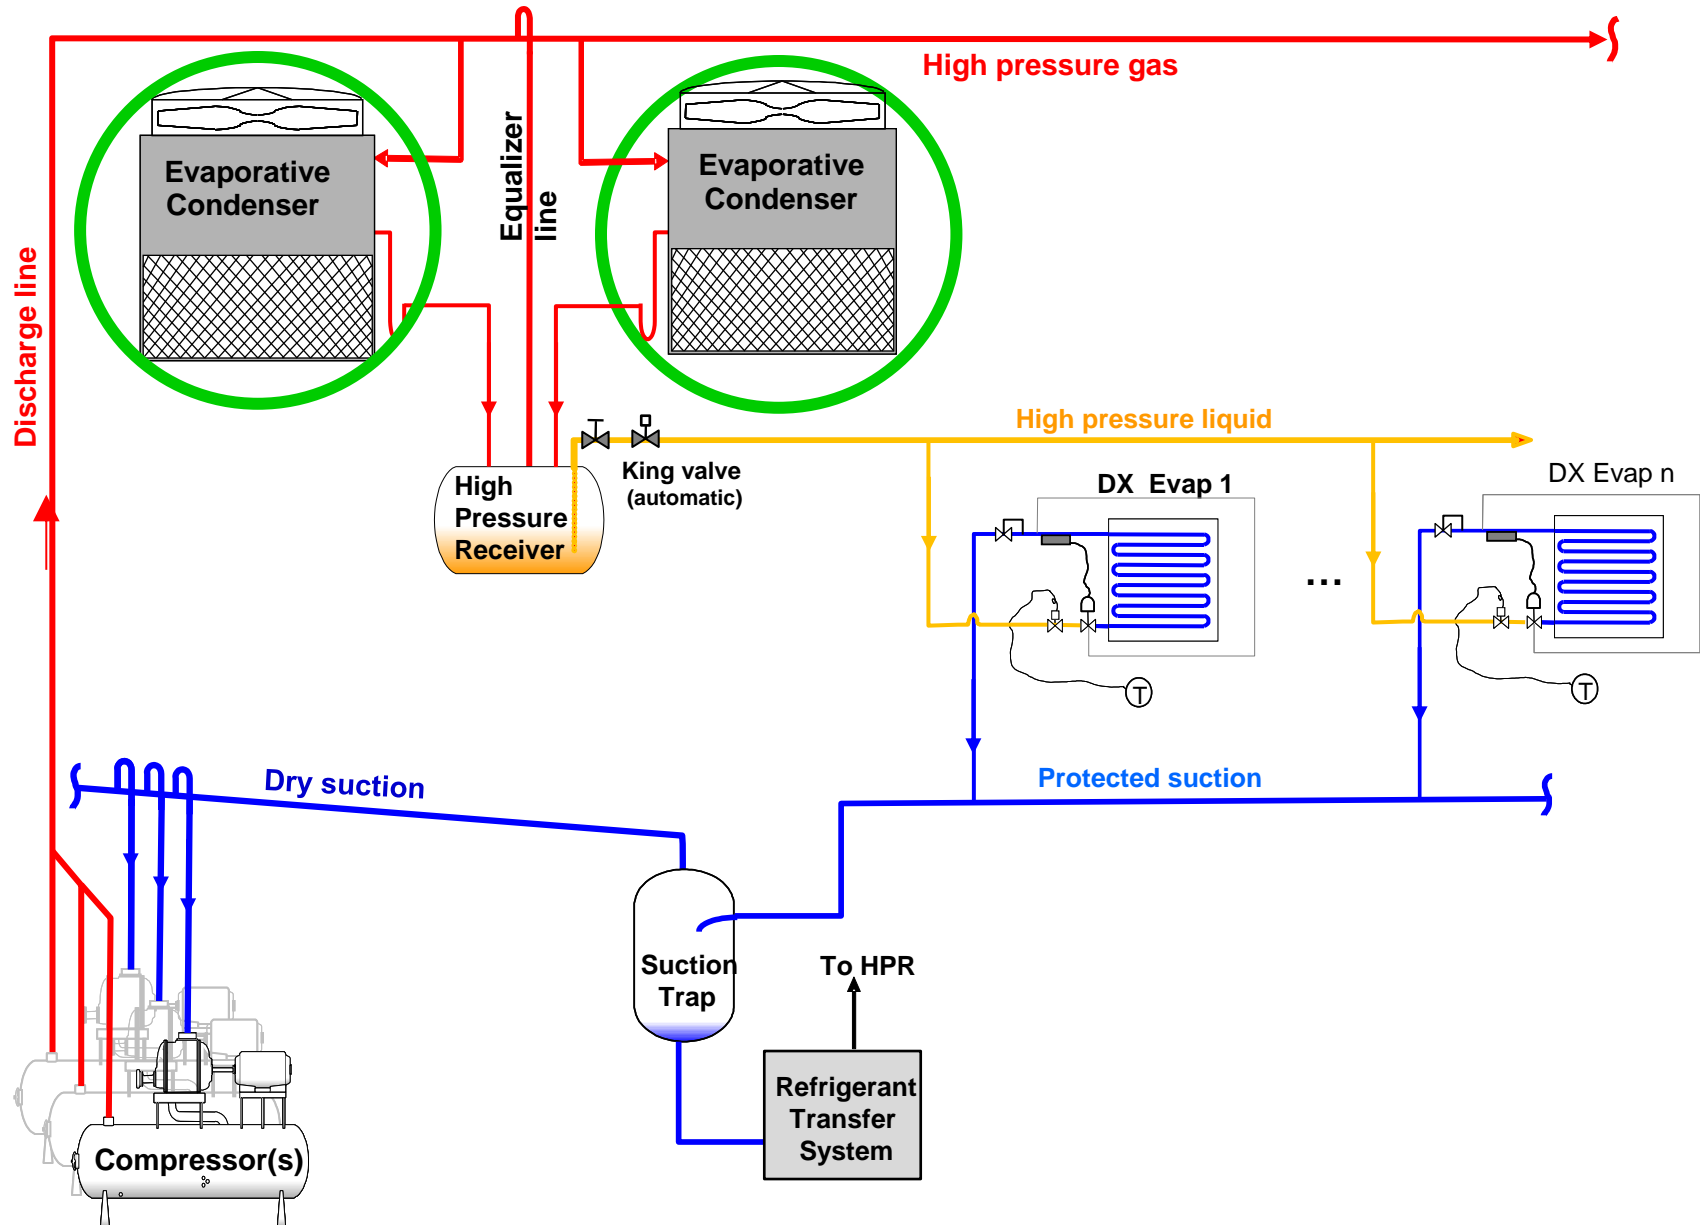 High pressure gas
Evaporative
Condenser
Equalizer
line
Evaporative
Condenser
Discharge line
High pressure liquid
King valve
(automatic)
High
Pressure
Receiver
DX Evap 1
DX Evap n
...
T
T
Dry suction
Protected suction
Suction
Trap
To HPR
Refrigerant
Transfer
System
Compressor(s)